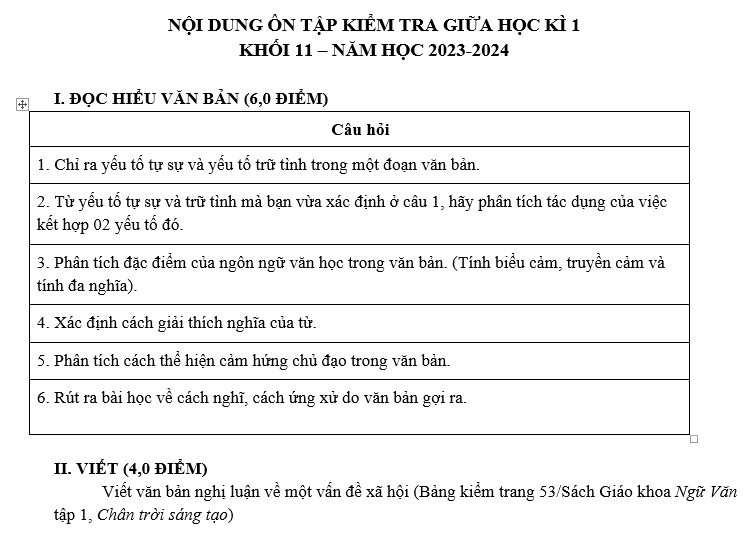 NỘI DUNG ÔN TẬP KIỂM TRA GIỮA HỌC KÌ 1
KHỐI 11 – NĂM HỌC 2023-2024
I. ĐỌC HIỂU VĂN BẢN (6,0 ĐIỂM)
Câu hỏi
1. Chỉ ra yếu tố tự sự và yếu tố trữ tình trong một đoạn văn bản.
2. Từ yếu tố tự sự và trữ tình mà bạn vừa xác định ở câu 1, hãy phân tích tác dụng của việc
kết hợp 02 yếu tố đó.
3. Phân tích đặc điểm của ngôn ngữ văn học trong văn bản. (Tính biểu cảm, truyền cảm và
tính đa nghĩa).
4. Xác định cách giải thích nghĩa của từ.
5. Phân tích cách thể hiện cảm hứng chủ đạo trong văn bản.
6. Rút ra bài học về cách nghĩ, cách ứng xử do văn bản gợi ra.
II. VIẾT (4,0 ĐIỂM)
Viết văn bản nghị luận về một vấn đề xã hội (Bảng kiểm trang 53/Sách Giáo khoa Ngữ Văn
tập 1, Chân trời sáng tạo)